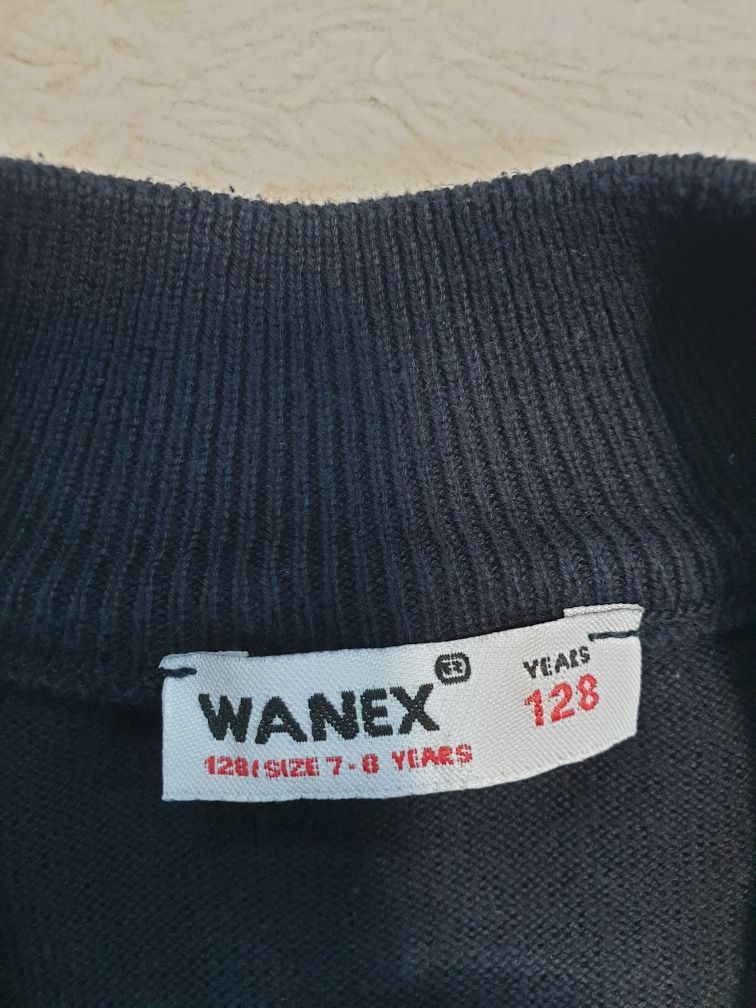 WANEX ®
128/ SIZE 7-8 YEARS
YEARS
128